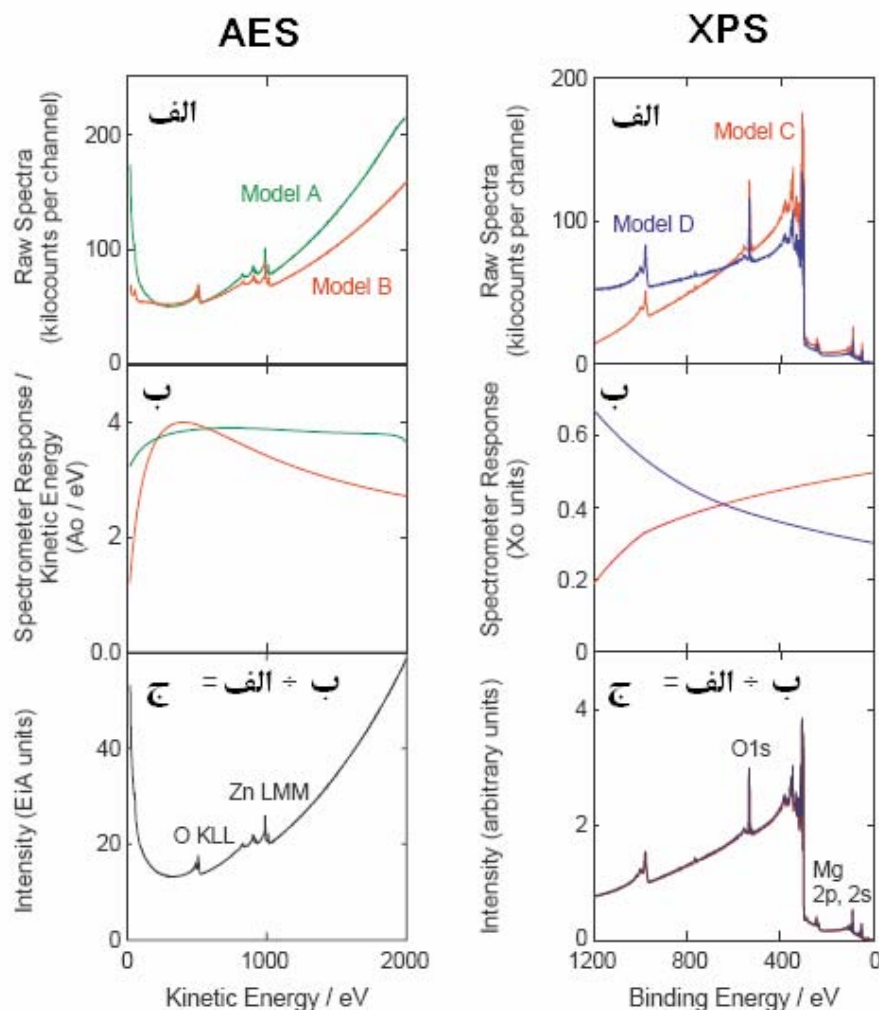 AES
XPS
الف
Model A
Model B
200
100
0
Raw Spectra
(kilocounts per channel)
الف
Model C
Model D
200
100
0
Raw Spectra
(kilocounts per channel)
ب
4
2
0.0
Spectrometer Response /
Kinetic Energy
(Ao / eV)
ب
0.6
0.4
0.2
0
Spectrometer Response
(Xo units)
ج = الف ÷ ب
O KLL
Zn LMM
40
20
0
Intensity (EiA units)
0 1000 2000
Kinetic Energy / eV
ج = الف ÷ ب
O1s
Mg
2p, 2s
4
2
0
Intensity (arbitrary units)
1200 800 400 0
Binding Energy / eV